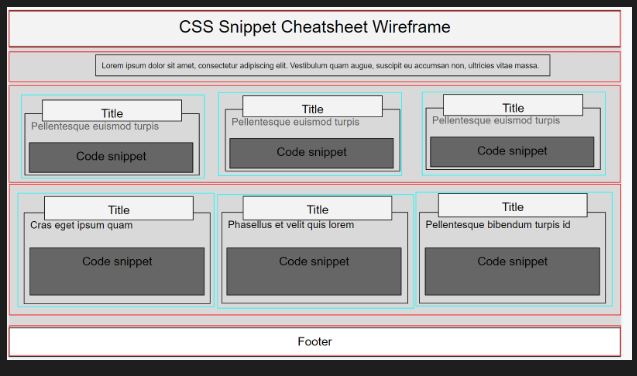 CSS Snippet Cheatsheet Wireframe
Lorem ipsum dolor sit amet, consectetur adipiscing elit. Vestibulum quam augue, suscipit eu accumsan non, ultricies vitae massa.
Title
Pellentesque euismod turpis
Code snippet
Title
Pellentesque euismod turpis
Code snippet
Title
Pellentesque euismod turpis
Code snippet
Title
Cras eget ipsum quam
Code snippet
Title
Phasellus et velit quis lorem
Code snippet
Title
Pellentesque bibendum turpis id
Code snippet
Footer